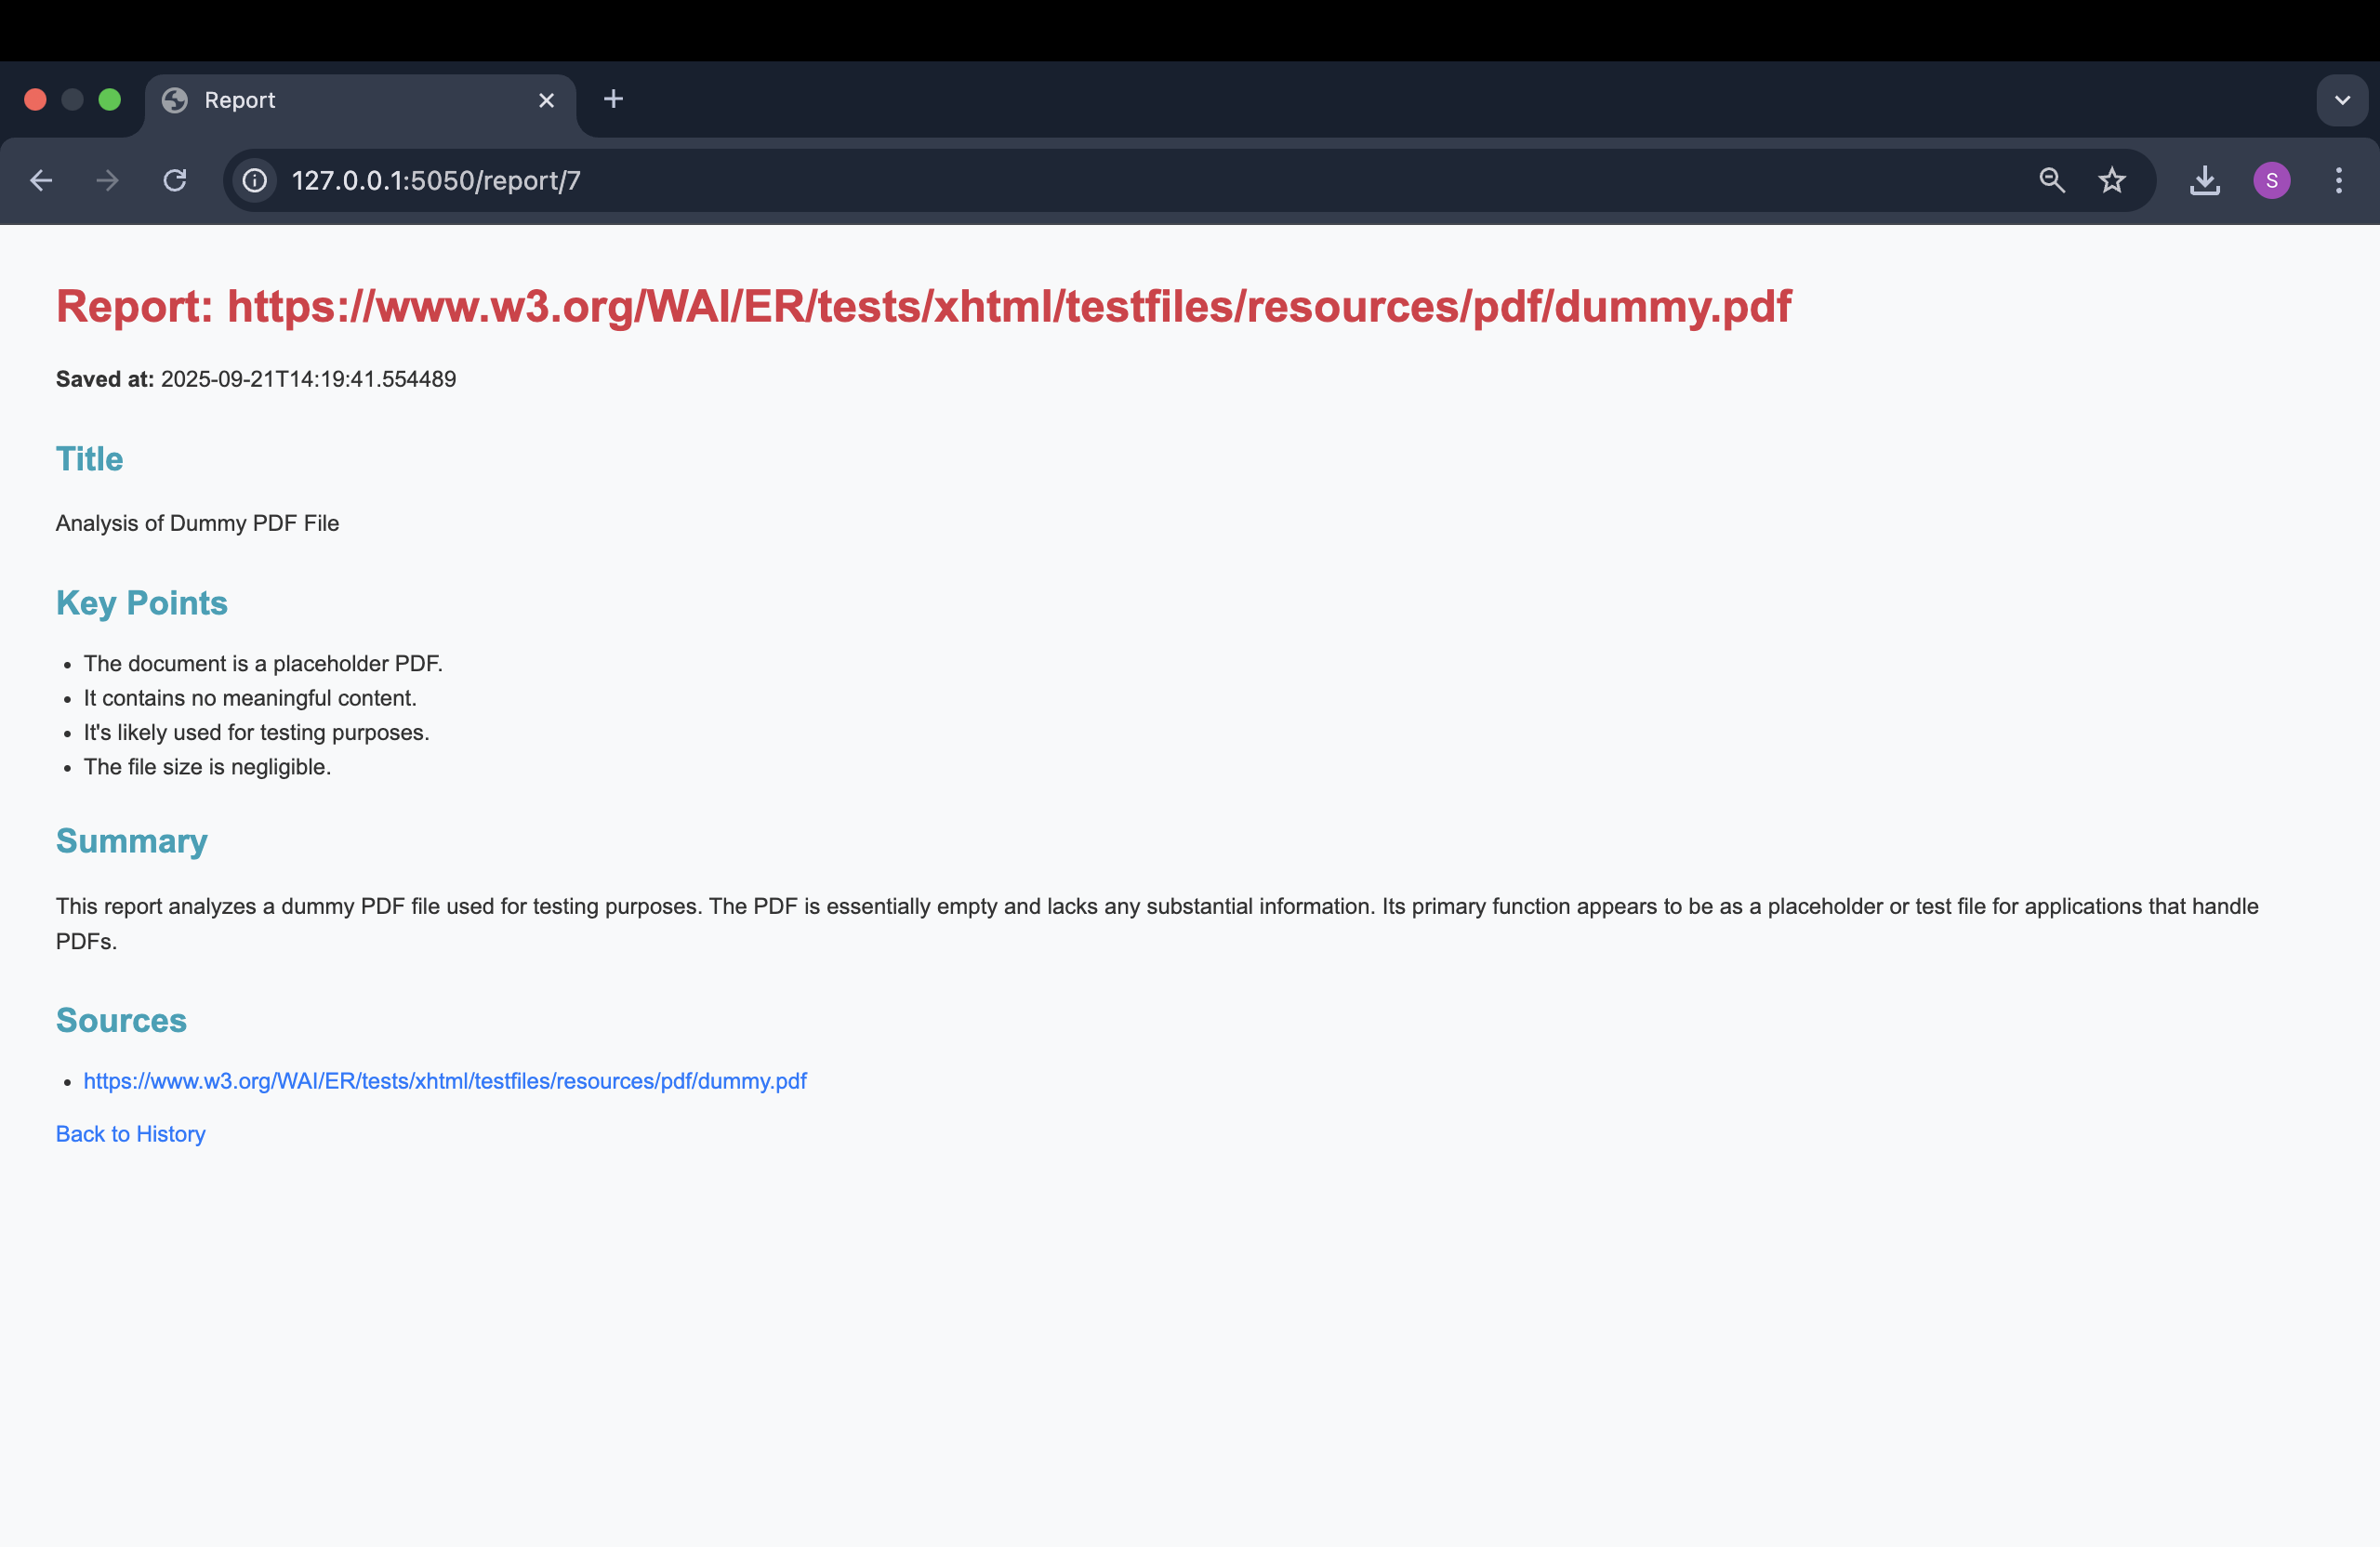 Report
127.0.0.1:5050/report/7
S
Report: https://www.w3.org/WAI/ER/tests/xhtml/testfiles/resources/pdf/dummy.pdf
Saved at: 2025-09-21T14:19:41.554489
Title
Analysis of Dummy PDF File
Key Points
• The document is a placeholder PDF.
• It contains no meaningful content.
• It's likely used for testing purposes.
• The file size is negligible.
Summary
This report analyzes a dummy PDF file used for testing purposes. The PDF is essentially empty and lacks any substantial information. Its primary function appears to be as a placeholder or test file for applications that handle
PDFs.
Sources
• https://www.w3.org/WAI/ER/tests/xhtml/testfiles/resources/pdf/dummy.pdf
Back to History